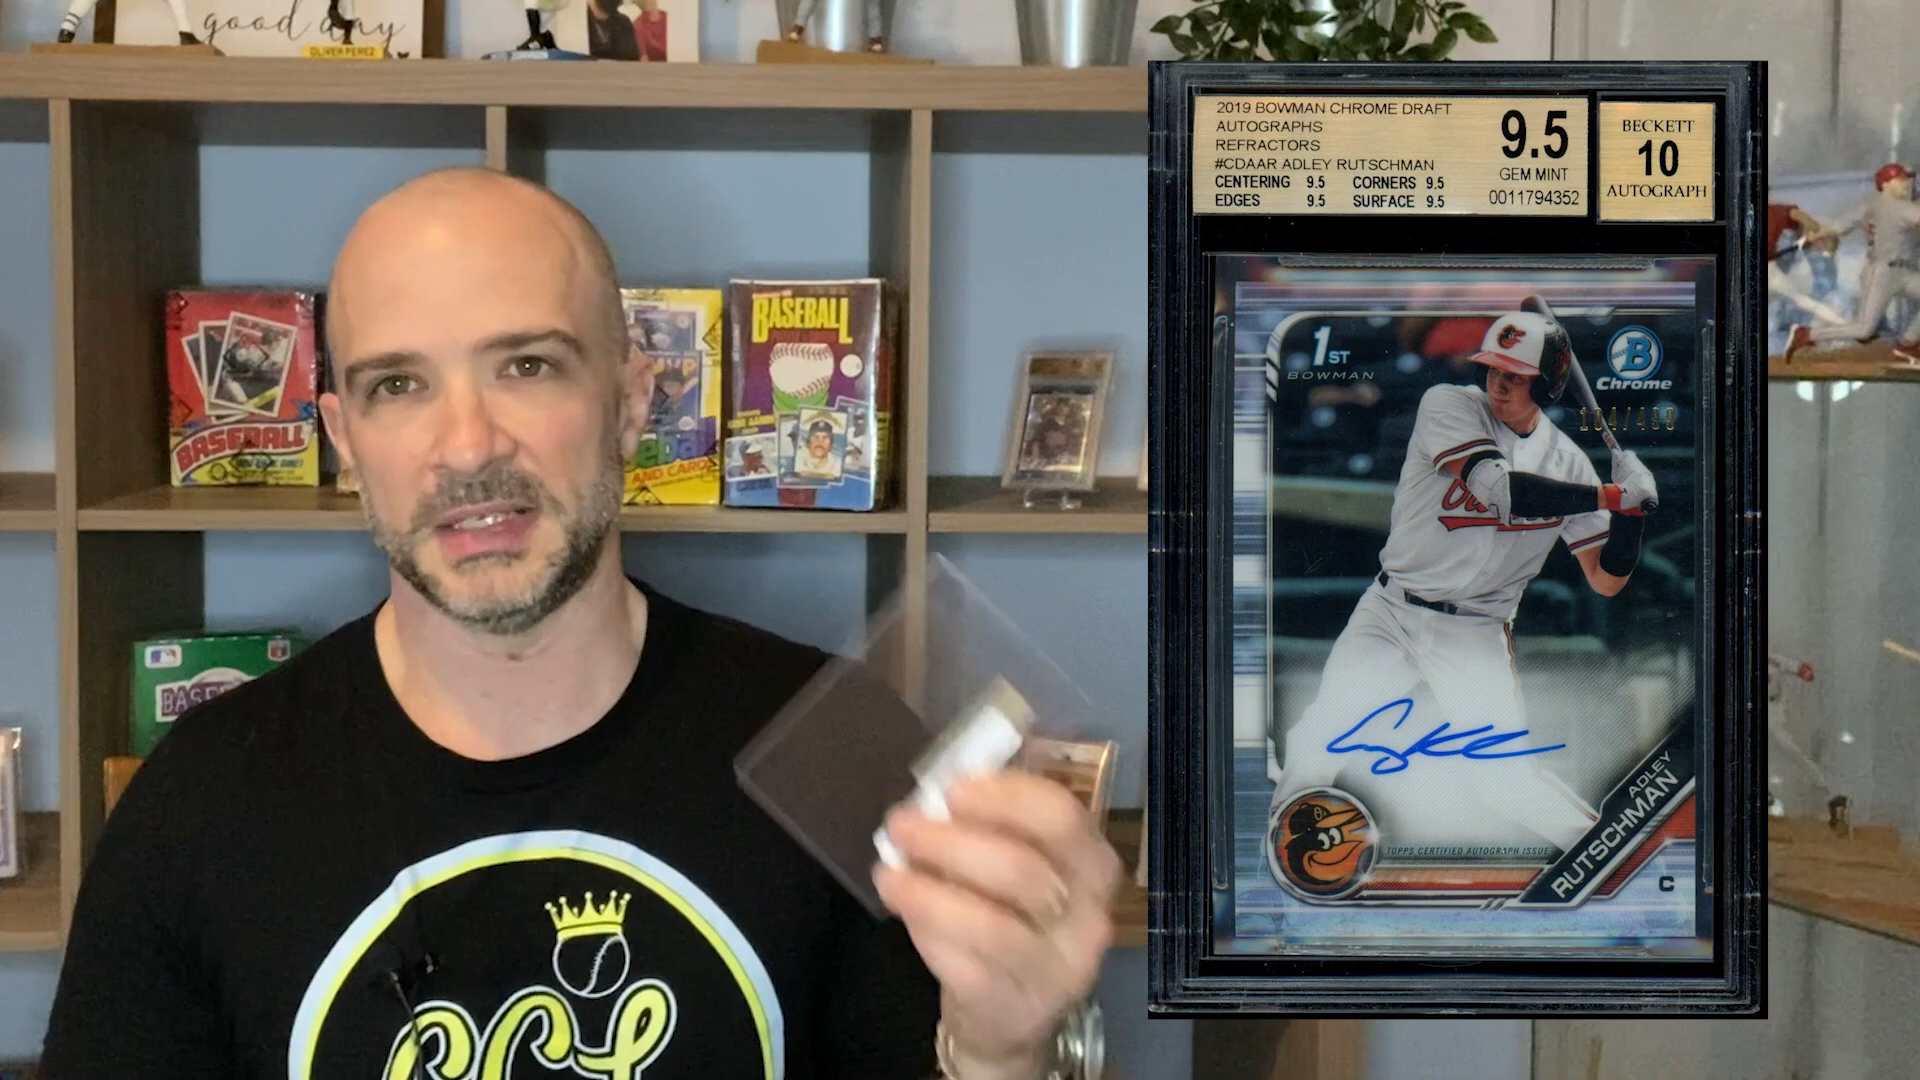 good day
OLIVER PEREZ
BASEBALL
BASEBALL
AND CARDS
2019 BOWMAN CHROME DRAFT
AUTOGRAPHS
REFRACTORS
#CDAAR ADLEY RUTSCHMAN
CENTERING 9.5 CORNERS 9.5
EDGES 9.5 SURFACE 9.5
9.5
GEM MINT
0011794352
BECKETT
10
AUTOGRAPH
1ST
BOWMAN
B
Chrome
TOPPS CERTIFIED AUTOGRAPH ISSUE
ADLEY
RUTSCHMAN
C